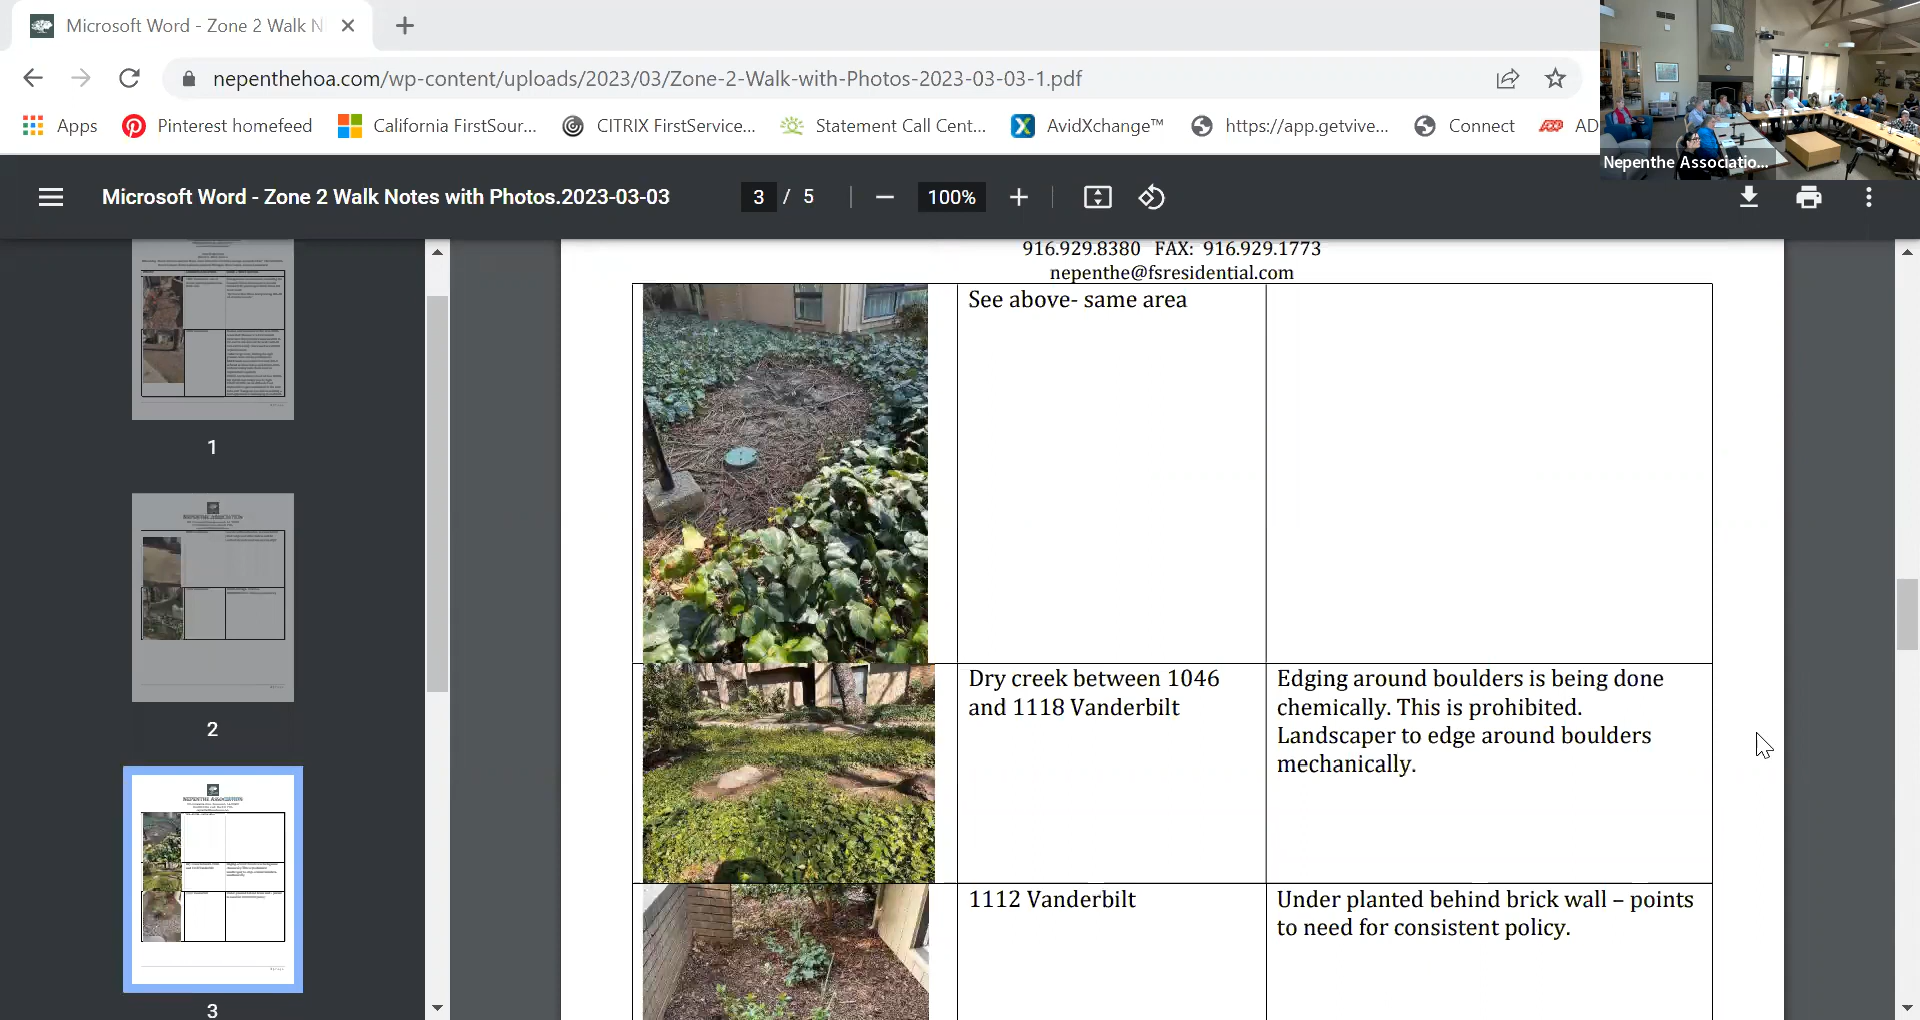 Microsoft Word - Zone 2 Walk N
nepenthehoa.com/wp-content/uploads/2023/03/Zone-2-Walk-with-Photos-2023-03-03-1.pdf
Apps
Pinterest homefeed
California FirstSour...
CITRIX FirstService...
Statement Call Cent...
AvidXchange™
https://app.getvive...
Connect
AD
Nepenthe Associatio...
Microsoft Word - Zone 2 Walk Notes with Photos.2023-03-03
3 / 5
100%
1
NEPENTHE ASSOCIATION
2
NEPENTHE ASSOCIATION
3
916.929.8380 FAX: 916.929.1773
nepenthe@fsresidential.com
See above- same area
Dry creek between 1046
and 1118 Vanderbilt
Edging around boulders is being done
chemically. This is prohibited.
Landscaper to edge around boulders
mechanically.
1112 Vanderbilt
Under planted behind brick wall – points
to need for consistent policy.